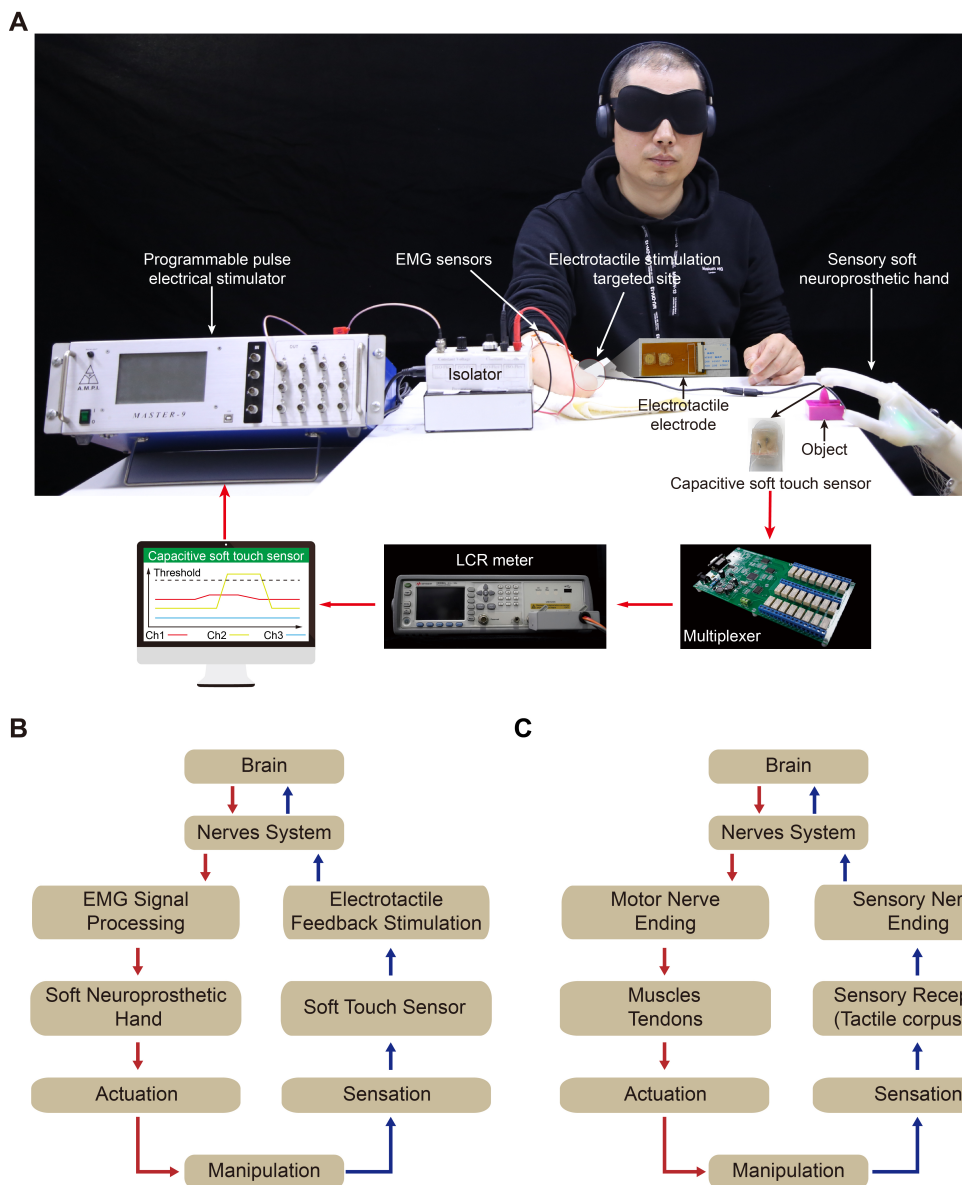 A
Programmable pulse
electrical stimulator
EMG sensors
Electrotactile Stimulation
targeted site
Sensory soft
neuroprosthetic hand
Isolator
A.M.P.I.
MASTER-9
OUT
Electrotactile
electrode
Object
Capacitive soft touch sensor
Capacitive soft touch sensor
Threshold
Ch1
Ch2
Ch3
LCR meter
Multiplexer
B
Brain
Nerves System
EMG Signal
Processing
Electrotactile
Feedback Stimulation
Soft Neuroprosthetic
Hand
Soft Touch Sensor
Actuation
Sensation
Manipulation
C
Brain
Nerves System
Motor Nerve
Ending
Sensory Ner
Ending
Muscles
Tendons
Sensory Recep
(Tactile corpus
Actuation
Sensation
Manipulation